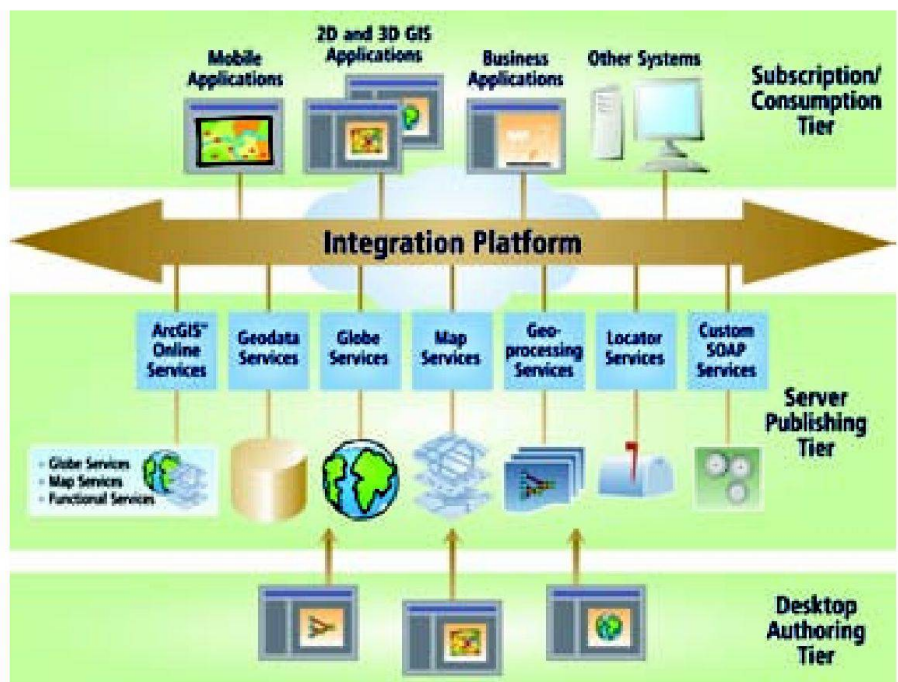 Mobile
Applications
2D and 3D GIS
Applications
Business
Applications
Other Systems
Subscription/
Consumption
Tier
Integration Platform
ArcGIS™
Online
Services
Geodata
Services
Globe
Services
Map
Services
Geo-
processing
Services
Locator
Services
Custom
SOAP
Services
Server
Publishing
Tier
• Globe Services
• Map Services
• Functional Services
Desktop
Authoring
Tier